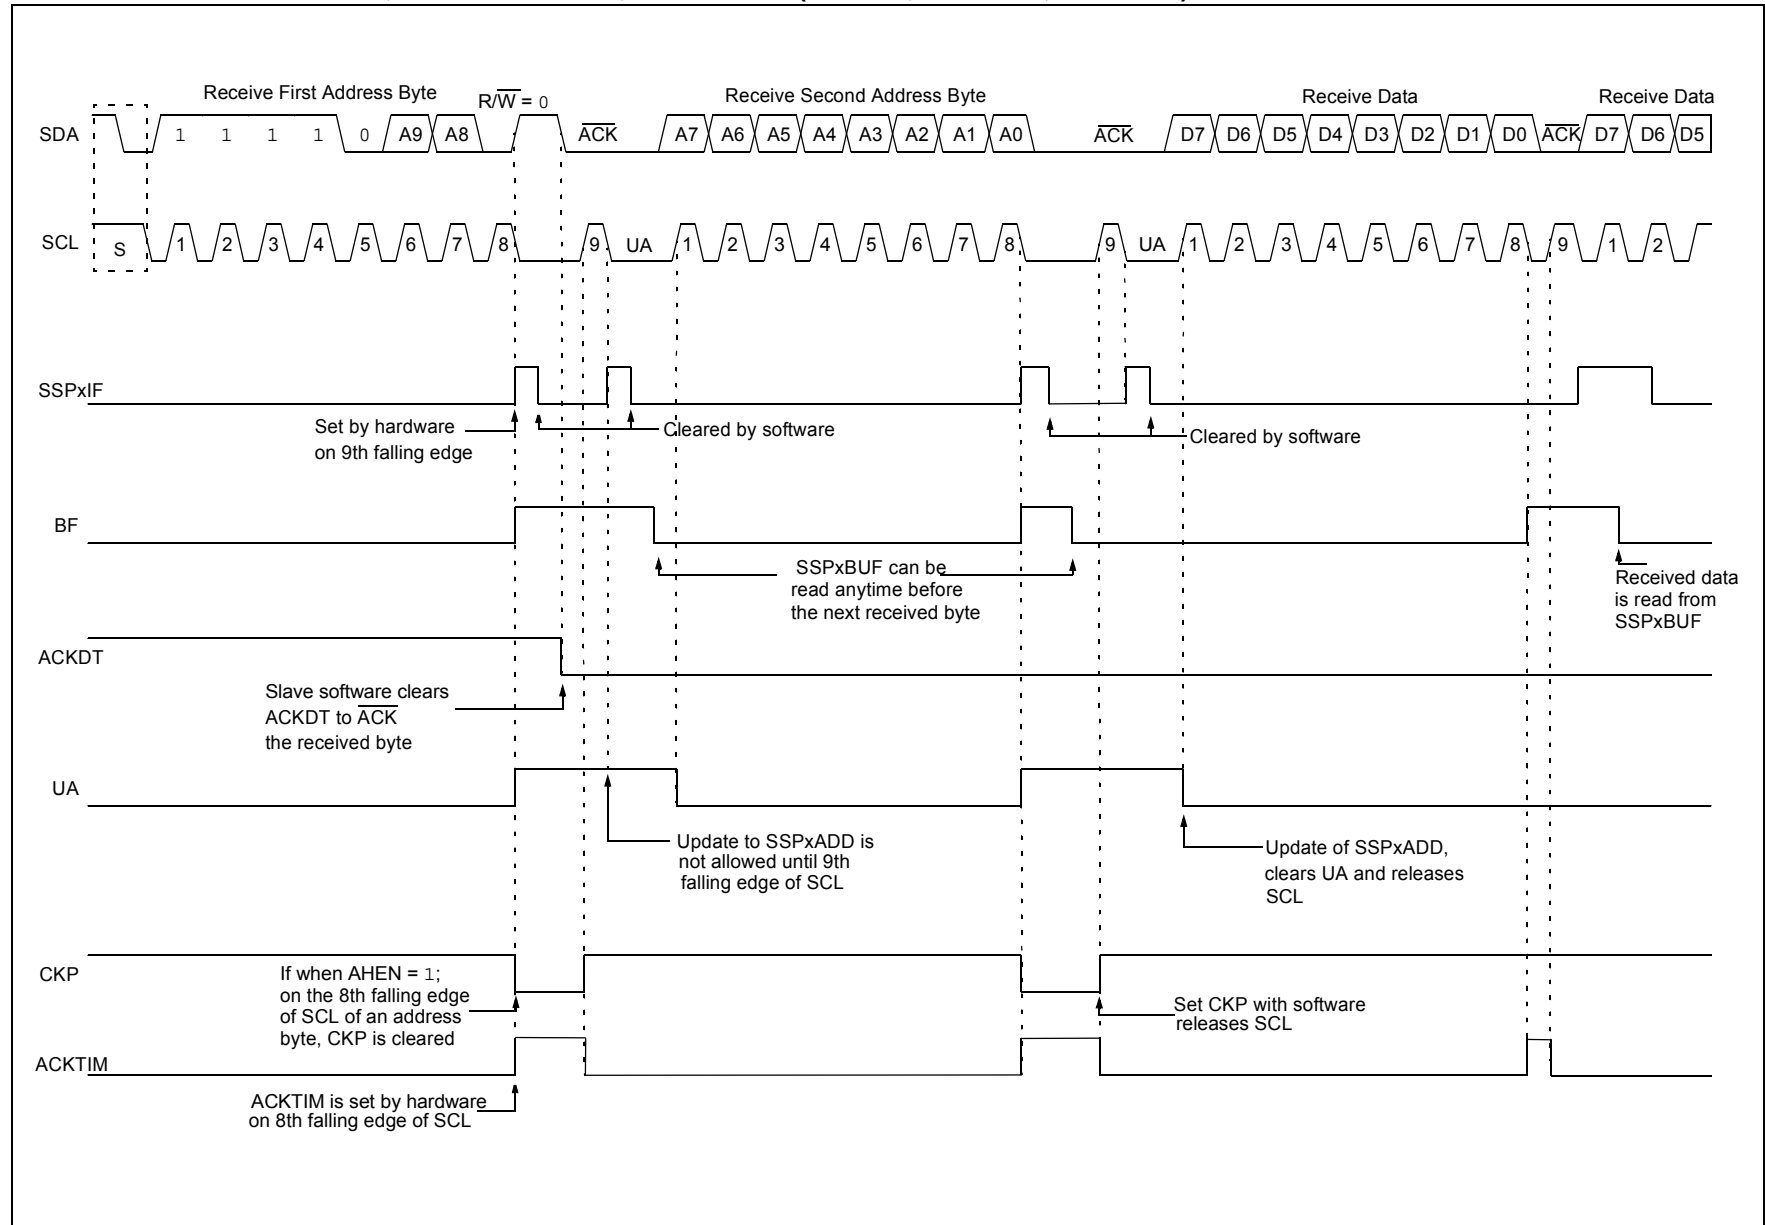 Receive First Address Byte
R/W = 0
Receive Second Address Byte
Receive Data
Receive Data
SDA 1 1 1 1 0 A9 A8 ACK A7 A6 A5 A4 A3 A2 A1 A0 ACK D7 D6 D5 D4 D3 D2 D1 D0 ACK D7 D6 D5
SCL S 1 2 3 4 5 6 7 8 9 UA 1 2 3 4 5 6 7 8 9 UA 1 2 3 4 5 6 7 8 9 1 2
SSPxIF
Set by hardware
on 9th falling edge
Cleared by software
Cleared by software
BF
SSPxBUF can be
read anytime before
the next received byte
Received data
is read from
SSPxBUF
ACKDT
Slave software clears
ACKDT to ACK
the received byte
UA
Update to SSPxADD is
not allowed until 9th
falling edge of SCL
Update of SSPxADD,
clears UA and releases
SCL
CKP
If when AHEN = 1;
on the 8th falling edge
of SCL of an address
byte, CKP is cleared
Set CKP with software
releases SCL
ACKTIM
ACKTIM is set by hardware
on 8th falling edge of SCL